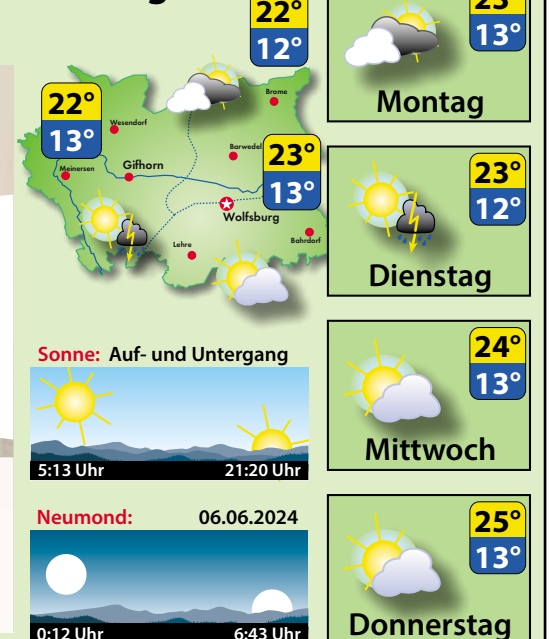 22°
12°
22°
13°
Brome
Wesendorf
Barwedel
23°
13°
Meinersen
Gifhorn
Wolfsburg
Bahrdorf
Lehre
Sonne: Auf- und Untergang
5:13 Uhr 21:20 Uhr
Neumond: 06.06.2024
0:12 Uhr 6:43 Uhr
13°
Montag
23°
12°
Dienstag
24°
13°
Mittwoch
25°
13°
Donnerstag